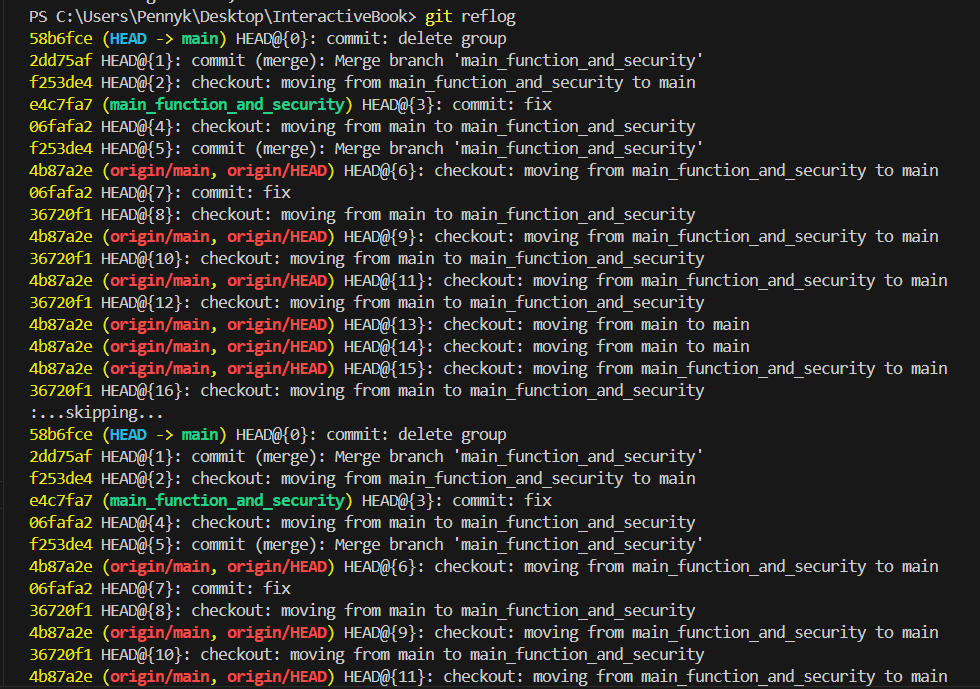 PS C:\Users\Pennyk\Desktop\InteractiveBook> git reflog
58b6fce (HEAD -> main) HEAD@{0}: commit: delete group
2dd75af HEAD@{1}: commit (merge): Merge branch 'main_function_and_security'
f253de4 HEAD@{2}: checkout: moving from main_function_and_security to main
e4c7fa7 (main_function_and_security) HEAD@{3}: commit: fix
06fafa2 HEAD@{4}: checkout: moving from main to main_function_and_security
f253de4 HEAD@{5}: commit (merge): Merge branch 'main_function_and_security'
4b87a2e (origin/main, origin/HEAD) HEAD@{6}: checkout: moving from main_function_and_security to main
06fafa2 HEAD@{7}: commit: fix
36720f1 HEAD@{8}: checkout: moving from main to main_function_and_security
4b87a2e (origin/main, origin/HEAD) HEAD@{9}: checkout: moving from main_function_and_security to main
36720f1 HEAD@{10}: checkout: moving from main to main_function_and_security
4b87a2e (origin/main, origin/HEAD) HEAD@{11}: checkout: moving from main_function_and_security to main
36720f1 HEAD@{12}: checkout: moving from main to main_function_and_security
4b87a2e (origin/main, origin/HEAD) HEAD@{13}: checkout: moving from main to main
4b87a2e (origin/main, origin/HEAD) HEAD@{14}: checkout: moving from main to main
4b87a2e (origin/main, origin/HEAD) HEAD@{15}: checkout: moving from main_function_and_security to main
36720f1 HEAD@{16}: checkout: moving from main to main_function_and_security
:...skipping...
58b6fce (HEAD -> main) HEAD@{0}: commit: delete group
2dd75af HEAD@{1}: commit (merge): Merge branch 'main_function_and_security'
f253de4 HEAD@{2}: checkout: moving from main_function_and_security to main
e4c7fa7 (main_function_and_security) HEAD@{3}: commit: fix
06fafa2 HEAD@{4}: checkout: moving from main to main_function_and_security
f253de4 HEAD@{5}: commit (merge): Merge branch 'main_function_and_security'
4b87a2e (origin/main, origin/HEAD) HEAD@{6}: checkout: moving from main_function_and_security to main
06fafa2 HEAD@{7}: commit: fix
36720f1 HEAD@{8}: checkout: moving from main to main_function_and_security
4b87a2e (origin/main, origin/HEAD) HEAD@{9}: checkout: moving from main_function_and_security to main
36720f1 HEAD@{10}: checkout: moving from main to main_function_and_security
4b87a2e (origin/main, origin/HEAD) HEAD@{11}: checkout: moving from main_function_and_security to main